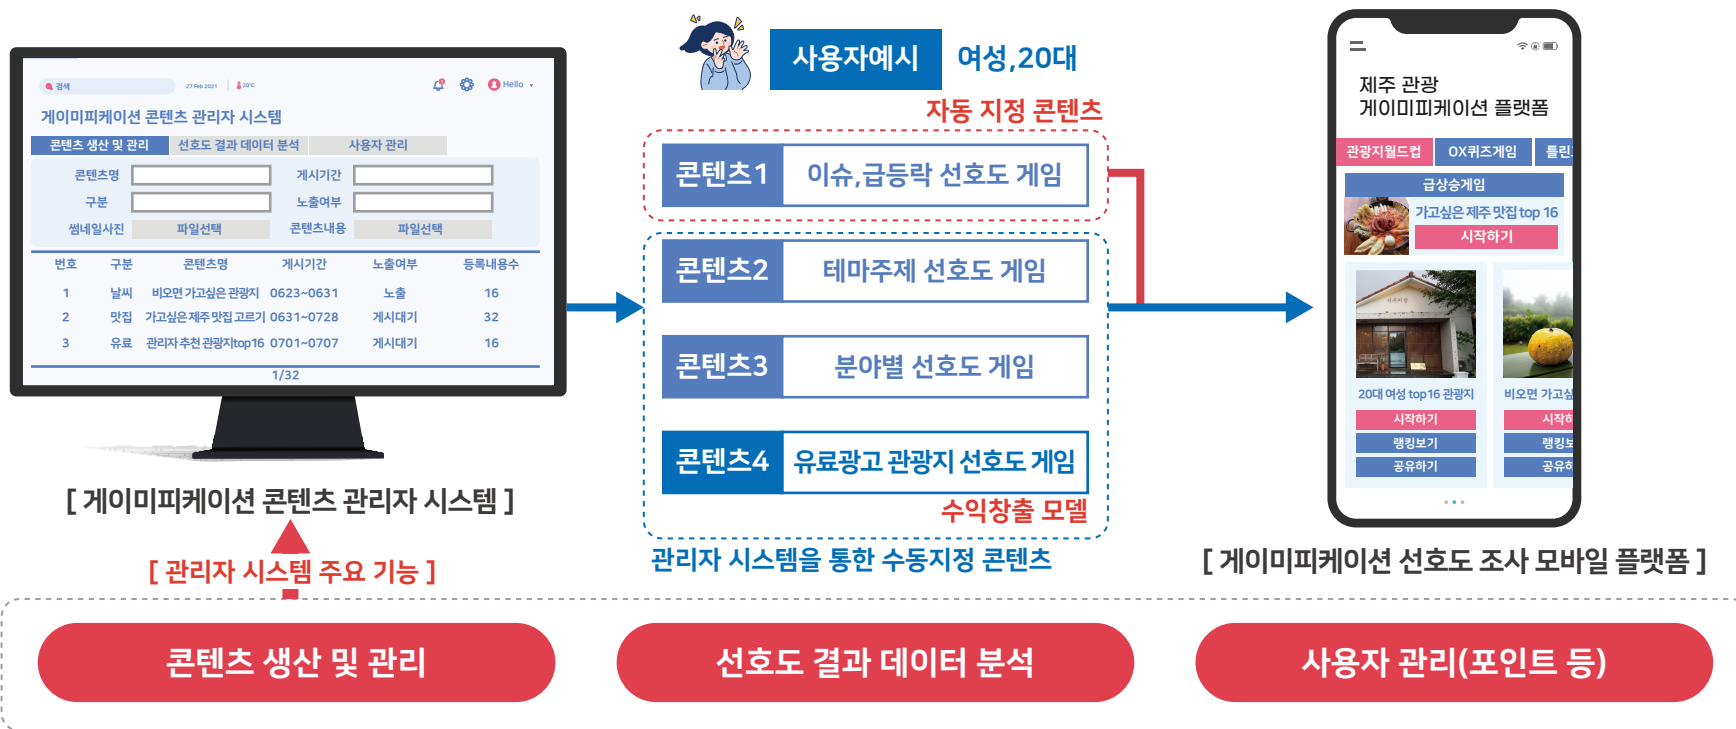 검색
27 Feb 2021
20°C
Hello
게이미피케이션 콘텐츠 관리자 시스템
콘텐츠 생산 및 관리
선호도 결과 데이터 분석
사용자 관리
콘텐츠명
게시기간
구분
노출여부
썸네일사진
파일선택
콘텐츠내용
파일선택
번호 구분 콘텐츠명 게시기간 노출여부 등록내용수
1 날씨 비오면 가고싶은 관광지 0623~0631 노출 16
2 맛집 가고싶은 제주 맛집 고르기 0631~0728 게시대기 32
3 유료 관리자 추천 관광지top16 0701~0707 게시대기 16
1/32
[ 게이미피케이션 콘텐츠 관리자 시스템 ]
[ 관리자 시스템 주요 기능 ]
사용자예시
여성,20대
자동 지정 콘텐츠
콘텐츠1 이슈,급등락 선호도 게임
콘텐츠2 테마주제 선호도 게임
콘텐츠3 분야별 선호도 게임
콘텐츠4 유료광고 관광지 선호도 게임
수익창출 모델
관리자 시스템을 통한 수동지정 콘텐츠
제주 관광
게이미피케이션 플랫폼
관광지월드컵
OX퀴즈게임
틀린
급상승게임
가고싶은 제주 맛집 top 16
시작하기
20대 여성 top16 관광지
시작하기
랭킹보기
공유하기
비오면 가고싶
시작하
랭킹보
공유하
[ 게이미피케이션 선호도 조사 모바일 플랫폼 ]
콘텐츠 생산 및 관리
선호도 결과 데이터 분석
사용자 관리(포인트 등)